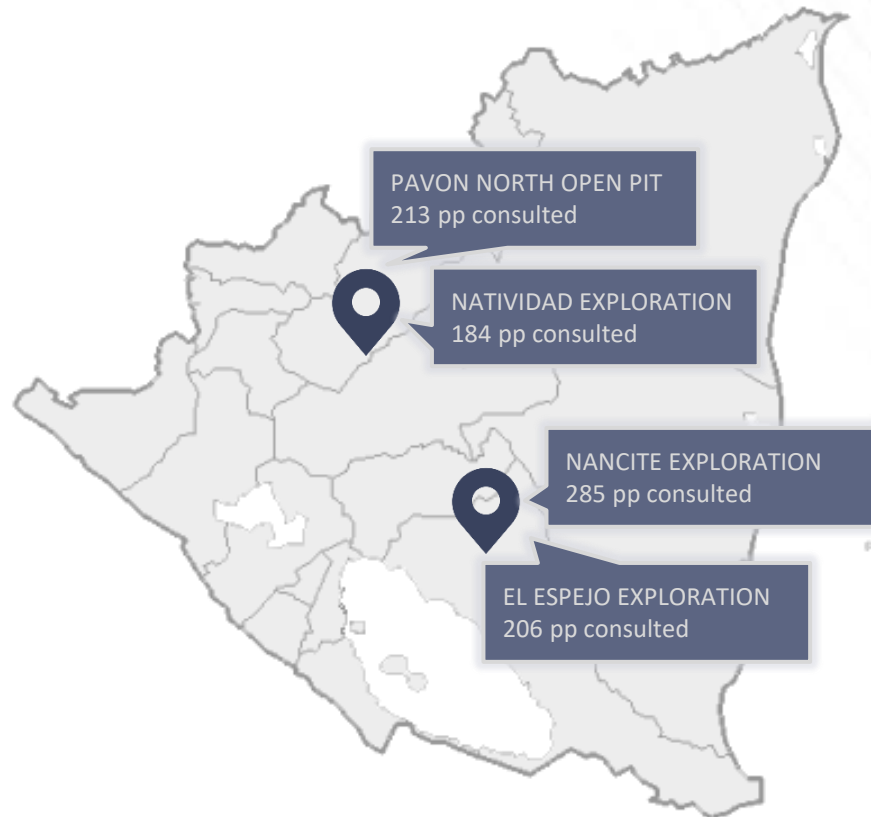 PAVON NORTH OPEN PIT
213 pp consulted
NATIVIDAD EXPLORATION
184 pp consulted
NANCITE EXPLORATION
285 pp consulted
EL ESPEJO EXPLORATION
206 pp consulted